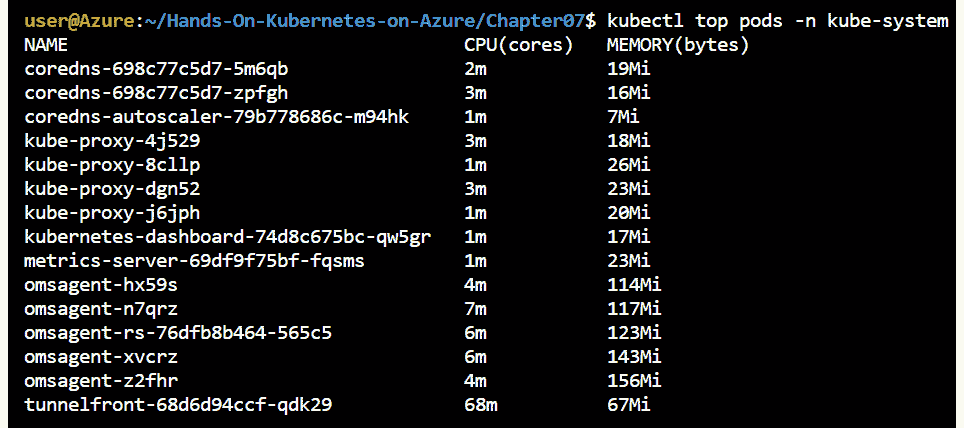 user@Azure:~/Hands-On-Kubernetes-on-Azure/Chapter07$ kubectl top pods -n kube-system
NAME CPU(cores) MEMORY(bytes)
coredns-698c77c5d7-5m6qb 2m 19Mi
coredns-698c77c5d7-zpfgh 3m 16Mi
coredns-autoscaler-79b778686c-m94hk 1m 7Mi
kube-proxy-4j529 3m 18Mi
kube-proxy-8cllp 1m 26Mi
kube-proxy-dgn52 3m 23Mi
kube-proxy-j6jph 1m 20Mi
kubernetes-dashboard-74d8c675bc-qw5gr 1m 17Mi
metrics-server-69df9f75bf-fqsms 1m 23Mi
omsagent-hx59s 4m 114Mi
omsagent-n7qrz 7m 117Mi
omsagent-rs-76dfb8b464-565c5 6m 123Mi
omsagent-xvcrz 6m 143Mi
omsagent-z2fhr 4m 156Mi
tunnelfront-68d6d94ccf-qdk29 68m 67Mi